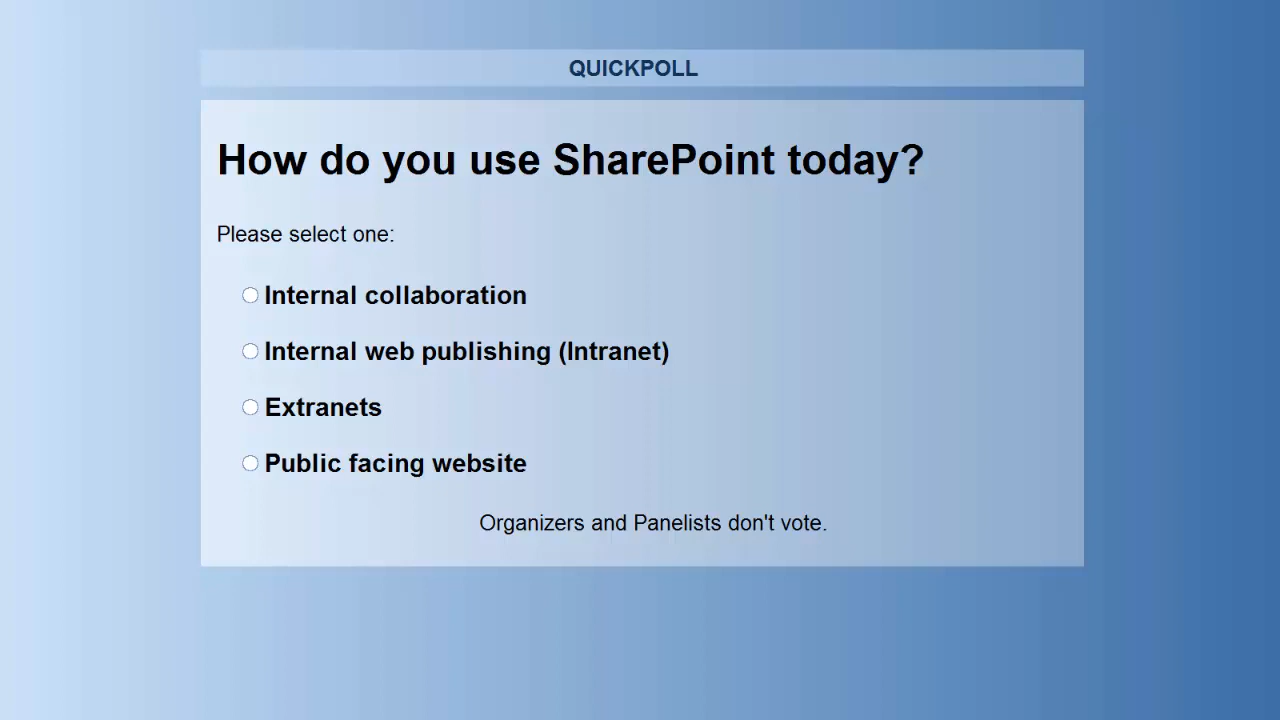 QUICKPOLL
How do you use SharePoint today?
Please select one:
Internal collaboration
Internal web publishing (Intranet)
Extranets
Public facing website
Organizers and Panelists don't vote.